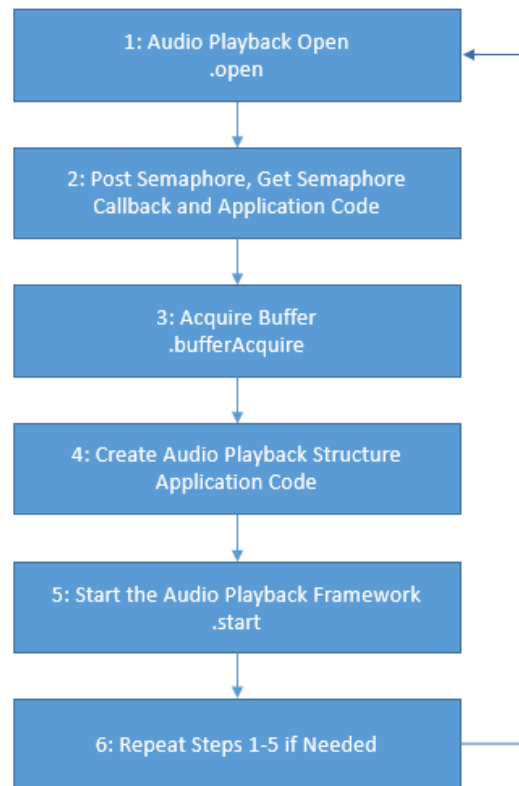 1: Audio Playback Open
.open
2: Post Semaphore, Get Semaphore
Callback and Application Code
3: Acquire Buffer
.bufferAcquire
4: Create Audio Playback Structure
Application Code
5: Start the Audio Playback Framework
.start
6: Repeat Steps 1-5 if Needed